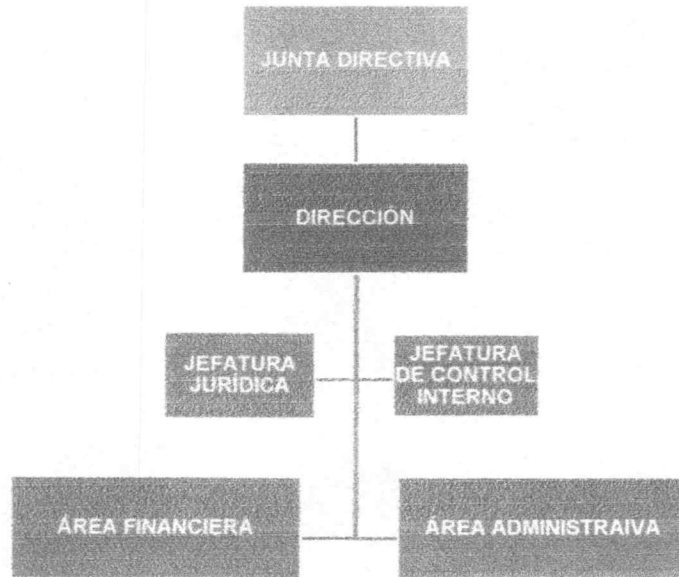 JUNTA DIRECTIVA
DIRECCIÓN
JEFATURA
JURÍDICA
JEFATURA
DE CONTROL
INTERNO
ÁREA FINANCIERA
ÁREA ADMINISTRAIVA